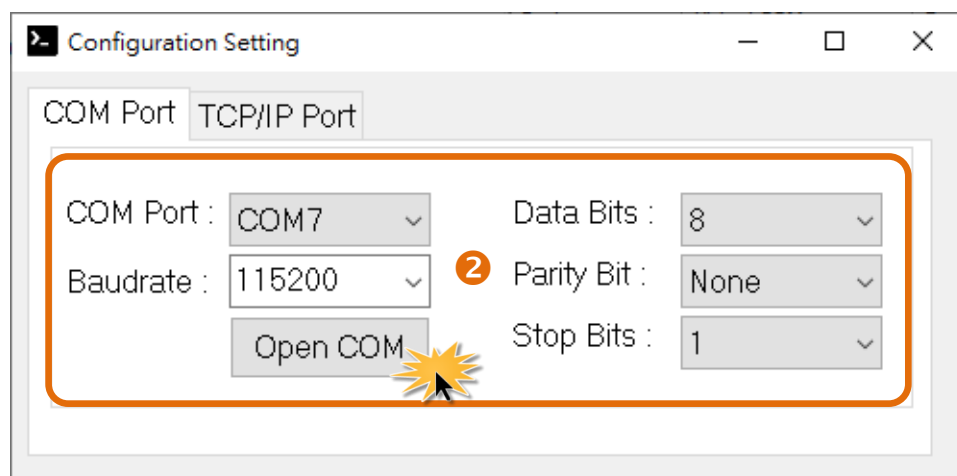 Configuration Setting
COM Port TCP/IP Port
COM Port : COM7 Data Bits : 8
Baudrate : 115200 2 Parity Bit : None
Open COM Stop Bits : 1